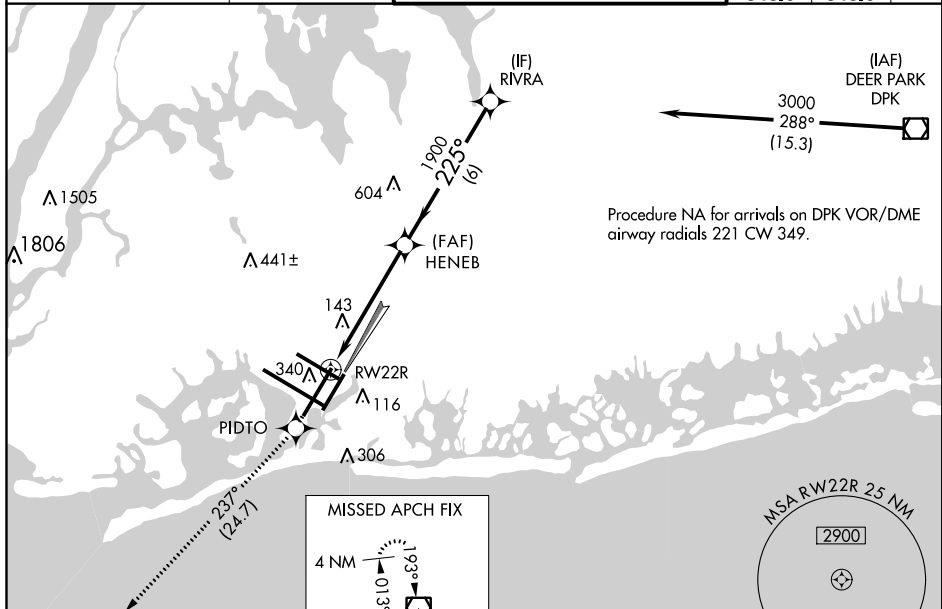 (IF)
RIVRA
(IAF)
DEER PARK
DPK
3000
288°
(15.3)
1900
225°
(6)
604
1505
Procedure NA for arrivals on DPK VOR/DME
airway radials 221 CW 349.
1806
(FAF)
HENEB
441±
143
340
RW22R
116
PIDTO
306
237°
(24.7)
MISSED APCH FIX
4 NM
193°
013°
MSA RW22R 25 NM
2900